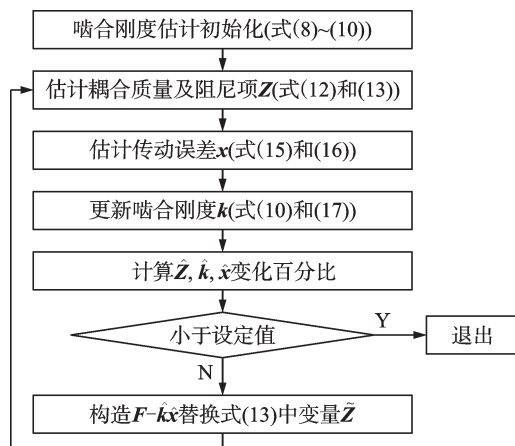 啮合刚度估计初始化(式(8)~(10))
估计耦合质量及阻尼项Z(式(12)和(13))
估计传动误差x(式(15)和(16))
更新啮合刚度k(式(10)和(17))
计算Ẑ, k̂, x̂变化百分比
小于设定值
Y
退出
N
构造F-k̂x̂替换式(13)中变量Z̃